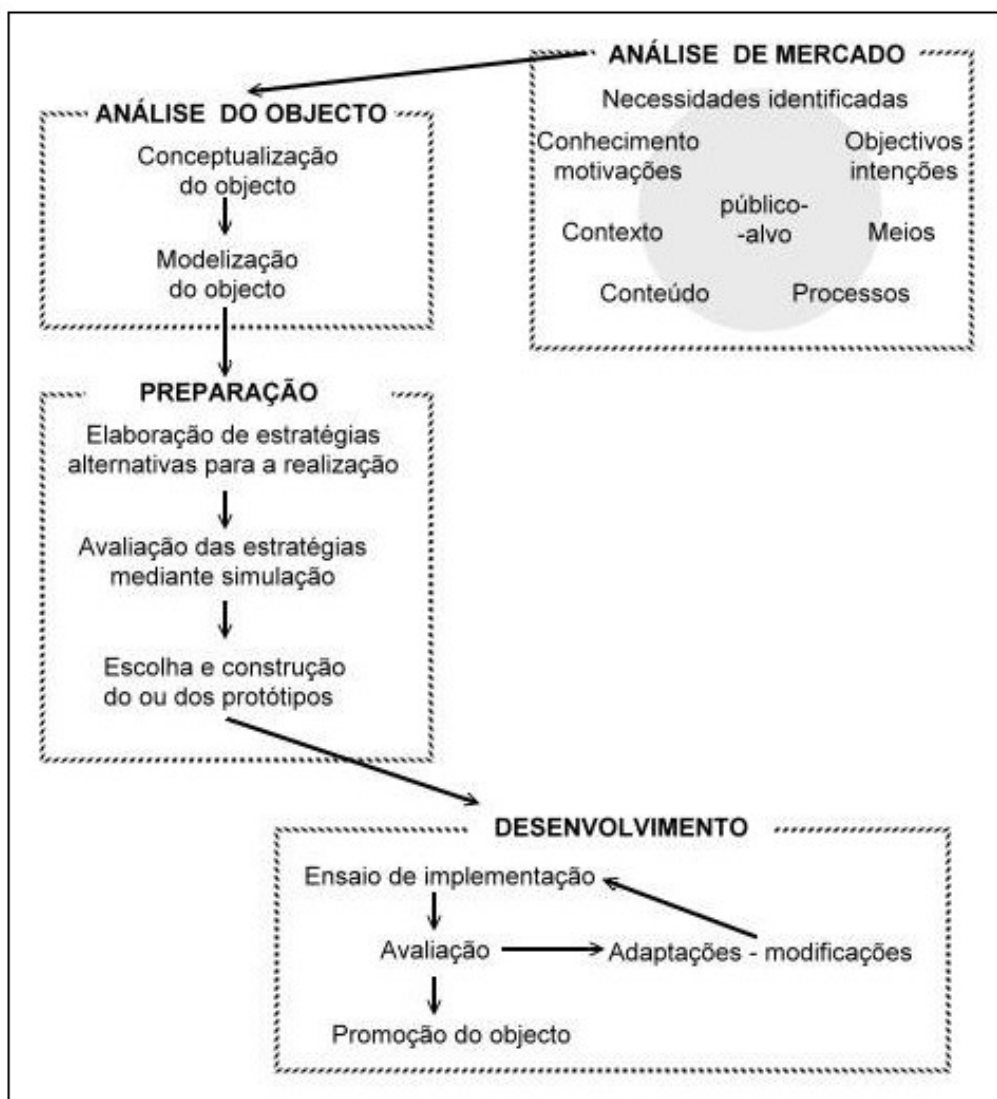 ANÁLISE DE MERCADO
Necessidades identificadas
Conhecimento
motivações
Objectivos
intenções
público-
-alvo
Contexto
Meios
Conteúdo
Processos
ANÁLISE DO OBJECTO
Conceptualização
do objecto
Modelização
do objecto
PREPARAÇÃO
Elaboração de estratégias
alternativas para a realização
Avaliação das estratégias
mediante simulação
Escolha e construção
do ou dos protótipos
DESENVOLVIMENTO
Ensaio de implementação
Avaliação
Adaptações - modificações
Promoção do objecto